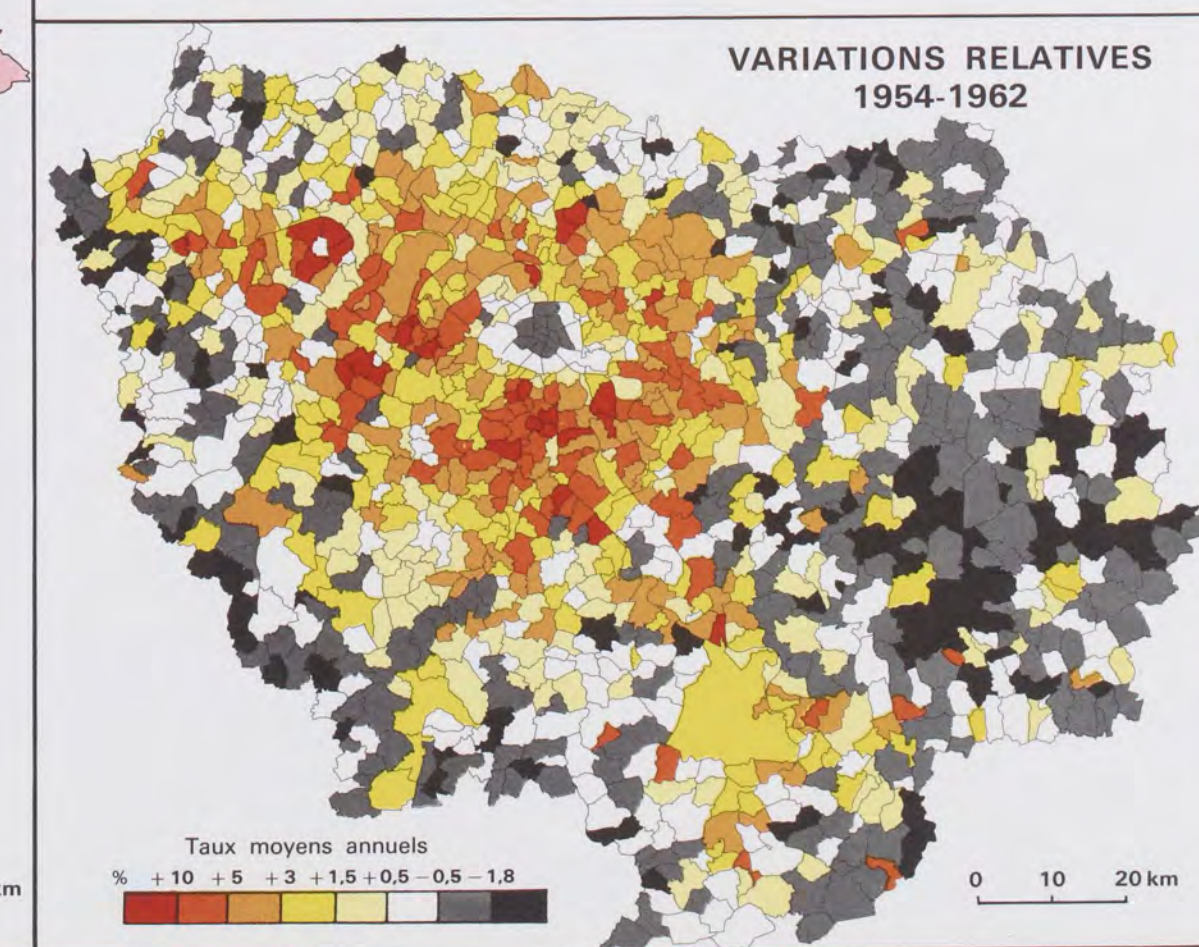 VARIATIONS RELATIVES
1954-1962
Taux moyens annuels
% +10 +5 +3 +1,5 +0,5 -0,5 -1,8
0 10 20 km
km